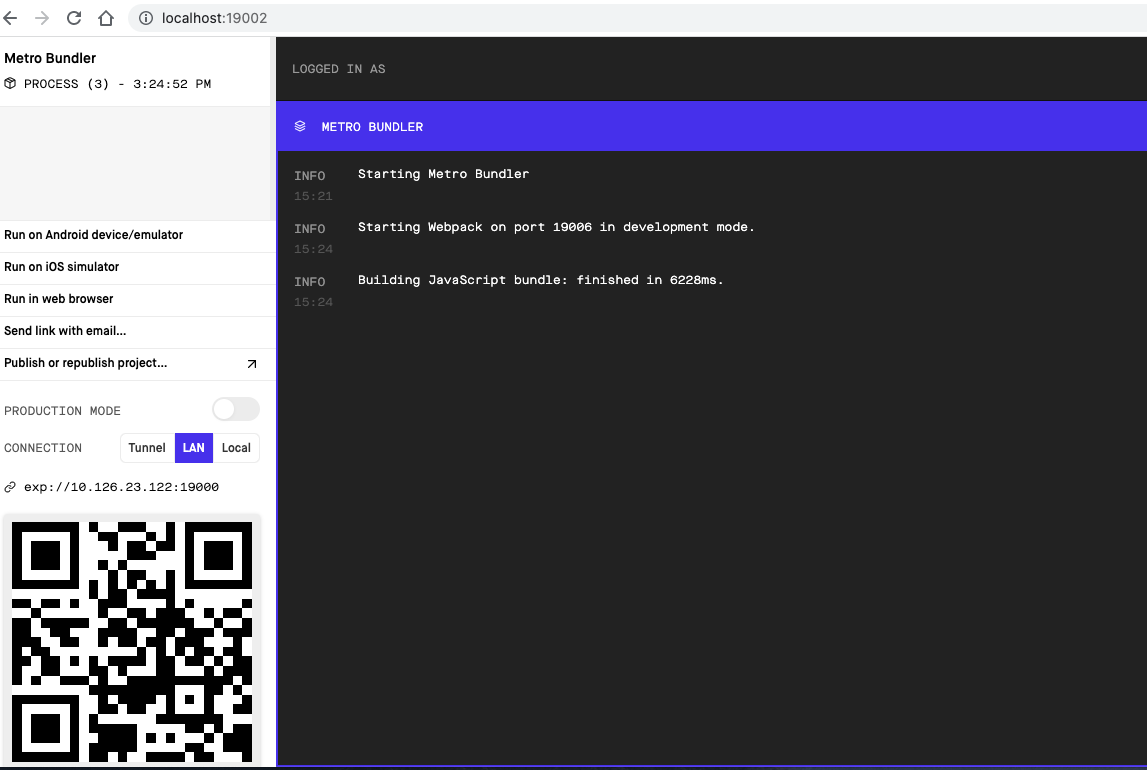 localhost:19002
Metro Bundler
PROCESS (3) - 3:24:52 PM
Run on Android device/emulator
Run on iOS simulator
Run in web browser
Send link with email...
Publish or republish project...
PRODUCTION MODE
CONNECTION Tunnel LAN Local
exp://10.126.23.122:19000
LOGGED IN AS
METRO BUNDLER
INFO Starting Metro Bundler
15:21
INFO Starting Webpack on port 19006 in development mode.
15:24
INFO Building JavaScript bundle: finished in 6228ms.
15:24